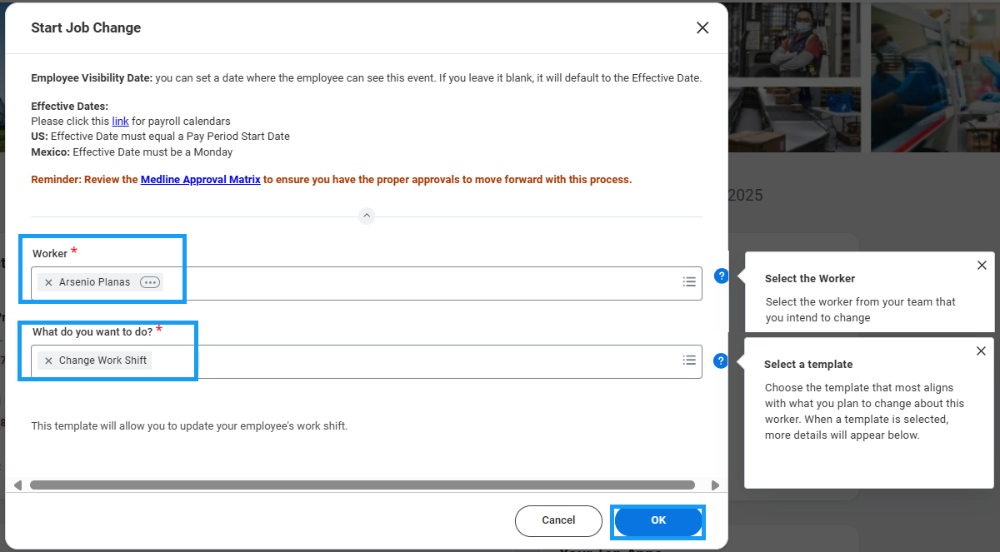 Start Job Change
Employee Visibility Date: you can set a date where the employee can see this event. If you leave it blank, it will default to the Effective Date.
Effective Dates:
Please click this link for payroll calendars
US: Effective Date must equal a Pay Period Start Date
Mexico: Effective Date must be a Monday
Reminder: Review the Medline Approval Matrix to ensure you have the proper approvals to move forward with this process.
2025
Worker *
Arsenio Planas
?
Select the Worker
Select the worker from your team that
you intend to change
What do you want to do? *
Change Work Shift
?
Select a template
Choose the template that most aligns
with what you plan to change about this
worker. When a template is selected,
more details will appear below.
This template will allow you to update your employee's work shift.
Cancel
OK